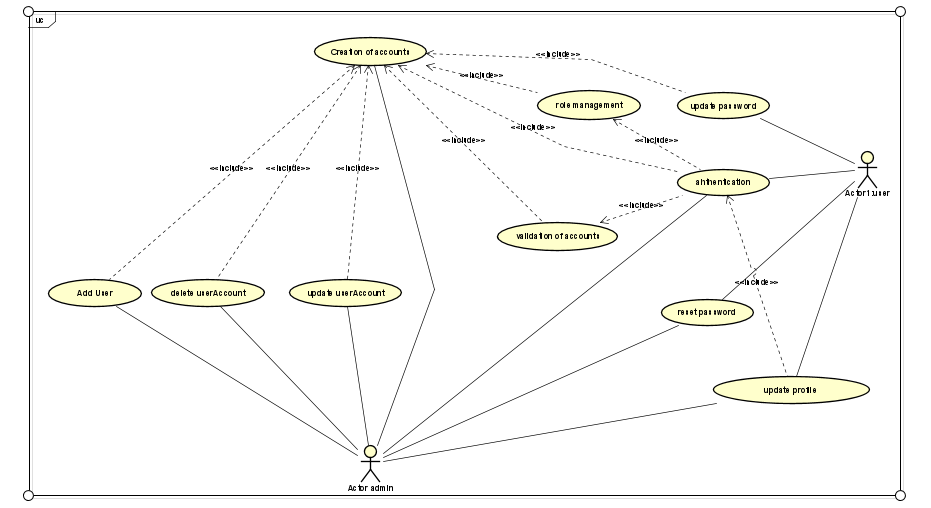 uc
Creation of accounts
<<include>>
<<include>>
role management
update password
<<include>>
<<include>>
<<include>>
<<include>>
<<include>>
<<include>>
authentication
Actor1:user
<<include>>
validation of accounts
<<include>>
Add User
delete userAccount
update userAccount
reset password
update profile
Actor admin